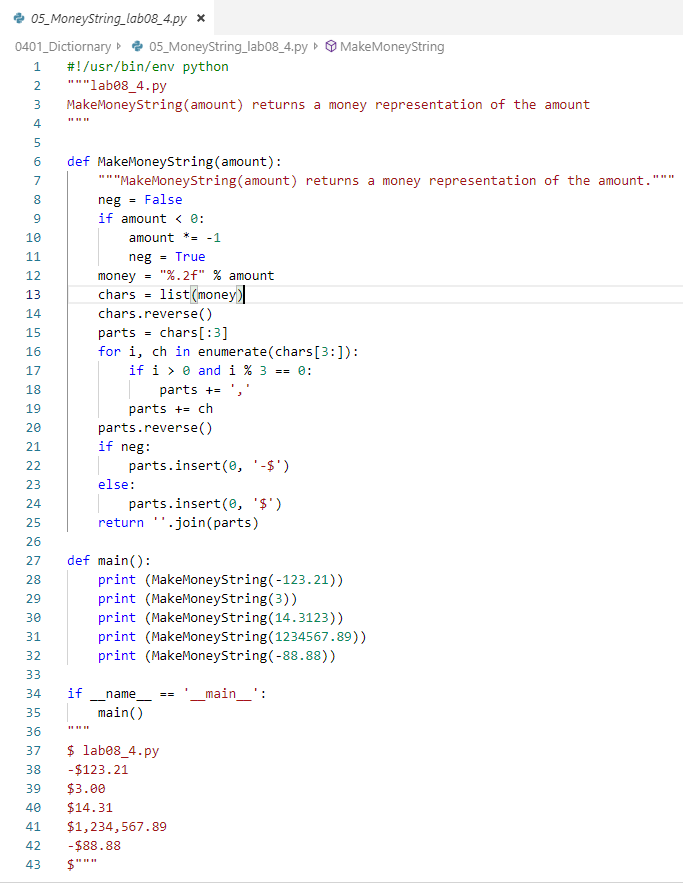 05_MoneyString_lab08_4.py ×
0401_Dictiornary 05_MoneyString_lab08_4.py MakeMoneyString
1 #!/usr/bin/env python
2 """lab08_4.py
3 MakeMoneyString(amount) returns a money representation of the amount
4 """
5
6 def MakeMoneyString(amount):
7     """MakeMoneyString(amount) returns a money representation of the amount."""
8     neg = False
9     if amount < 0:
10         amount *= -1
11         neg = True
12     money = "%.2f" % amount
13     chars = list(money)
14     chars.reverse()
15     parts = chars[:3]
16     for i, ch in enumerate(chars[3:]):
17         if i > 0 and i % 3 == 0:
18             parts += ','
19         parts += ch
20     parts.reverse()
21     if neg:
22         parts.insert(0, '-$')
23     else:
24         parts.insert(0, '$')
25     return ''.join(parts)
26
27 def main():
28     print (MakeMoneyString(-123.21))
29     print (MakeMoneyString(3))
30     print (MakeMoneyString(14.3123))
31     print (MakeMoneyString(1234567.89))
32     print (MakeMoneyString(-88.88))
33
34 if __name__ == '__main__':
35     main()
36 """
37 $ lab08_4.py
38 -$123.21
39 $3.00
40 $14.31
41 $1,234,567.89
42 -$88.88
43 $"""